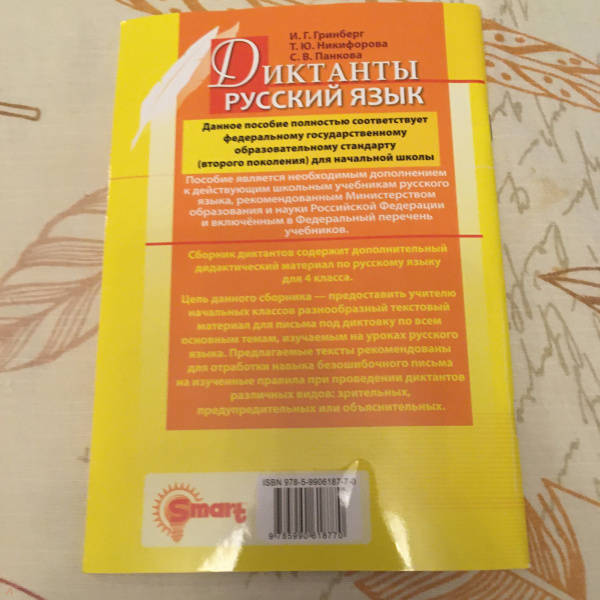 И. Г. Гринберг
Т. Ю. Никифорова
С. В. Панкова
ДИКТАНТЫ
РУССКИЙ ЯЗЫК
Данное пособие полностью соответствует
федеральному государственному
образовательному стандарту
(второго поколения) для начальной школы
Пособие является необходимым дополнением
к действующим школьным учебникам русского
языка, рекомендованным Министерством
образования и науки Российской Федерации
и включённым в Федеральный перечень
учебников.
Сборник диктантов содержит дополнительный
дидактический материал по русскому языку
для 4 класса.
Цель данного сборника — предоставить учителю
начальных классов разнообразный текстовый
материал для письма под диктовку по всем
основным темам, изучаемым на уроках русского
языка. Предлагаемые тексты рекомендованы
для отработки навыка безошибочного письма
на изученные правила при проведении диктантов
различных видов: зрительных,
предупредительных или объяснительных.
Smart
ISBN 978-5-9906187-7-0
9 785990 618770